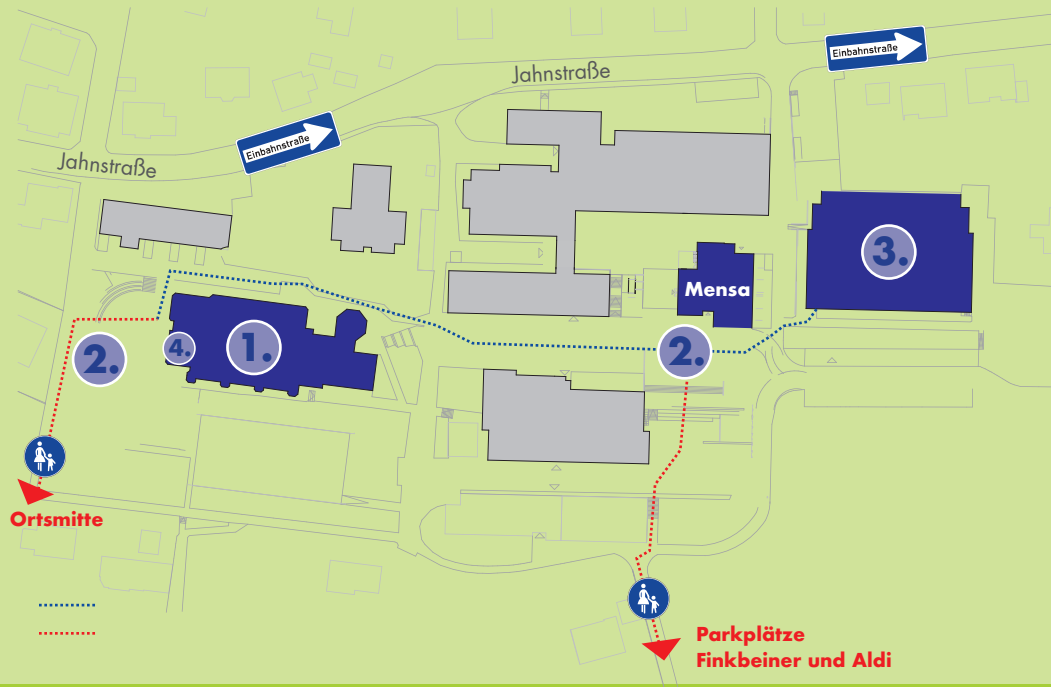 Einbahnstraße
Jahnstraße
Einbahnstraße
Jahnstraße
3.
Mensa
2.
4.
1.
2.
Ortsmitte
Parkplätze
Finkbeiner und Aldi